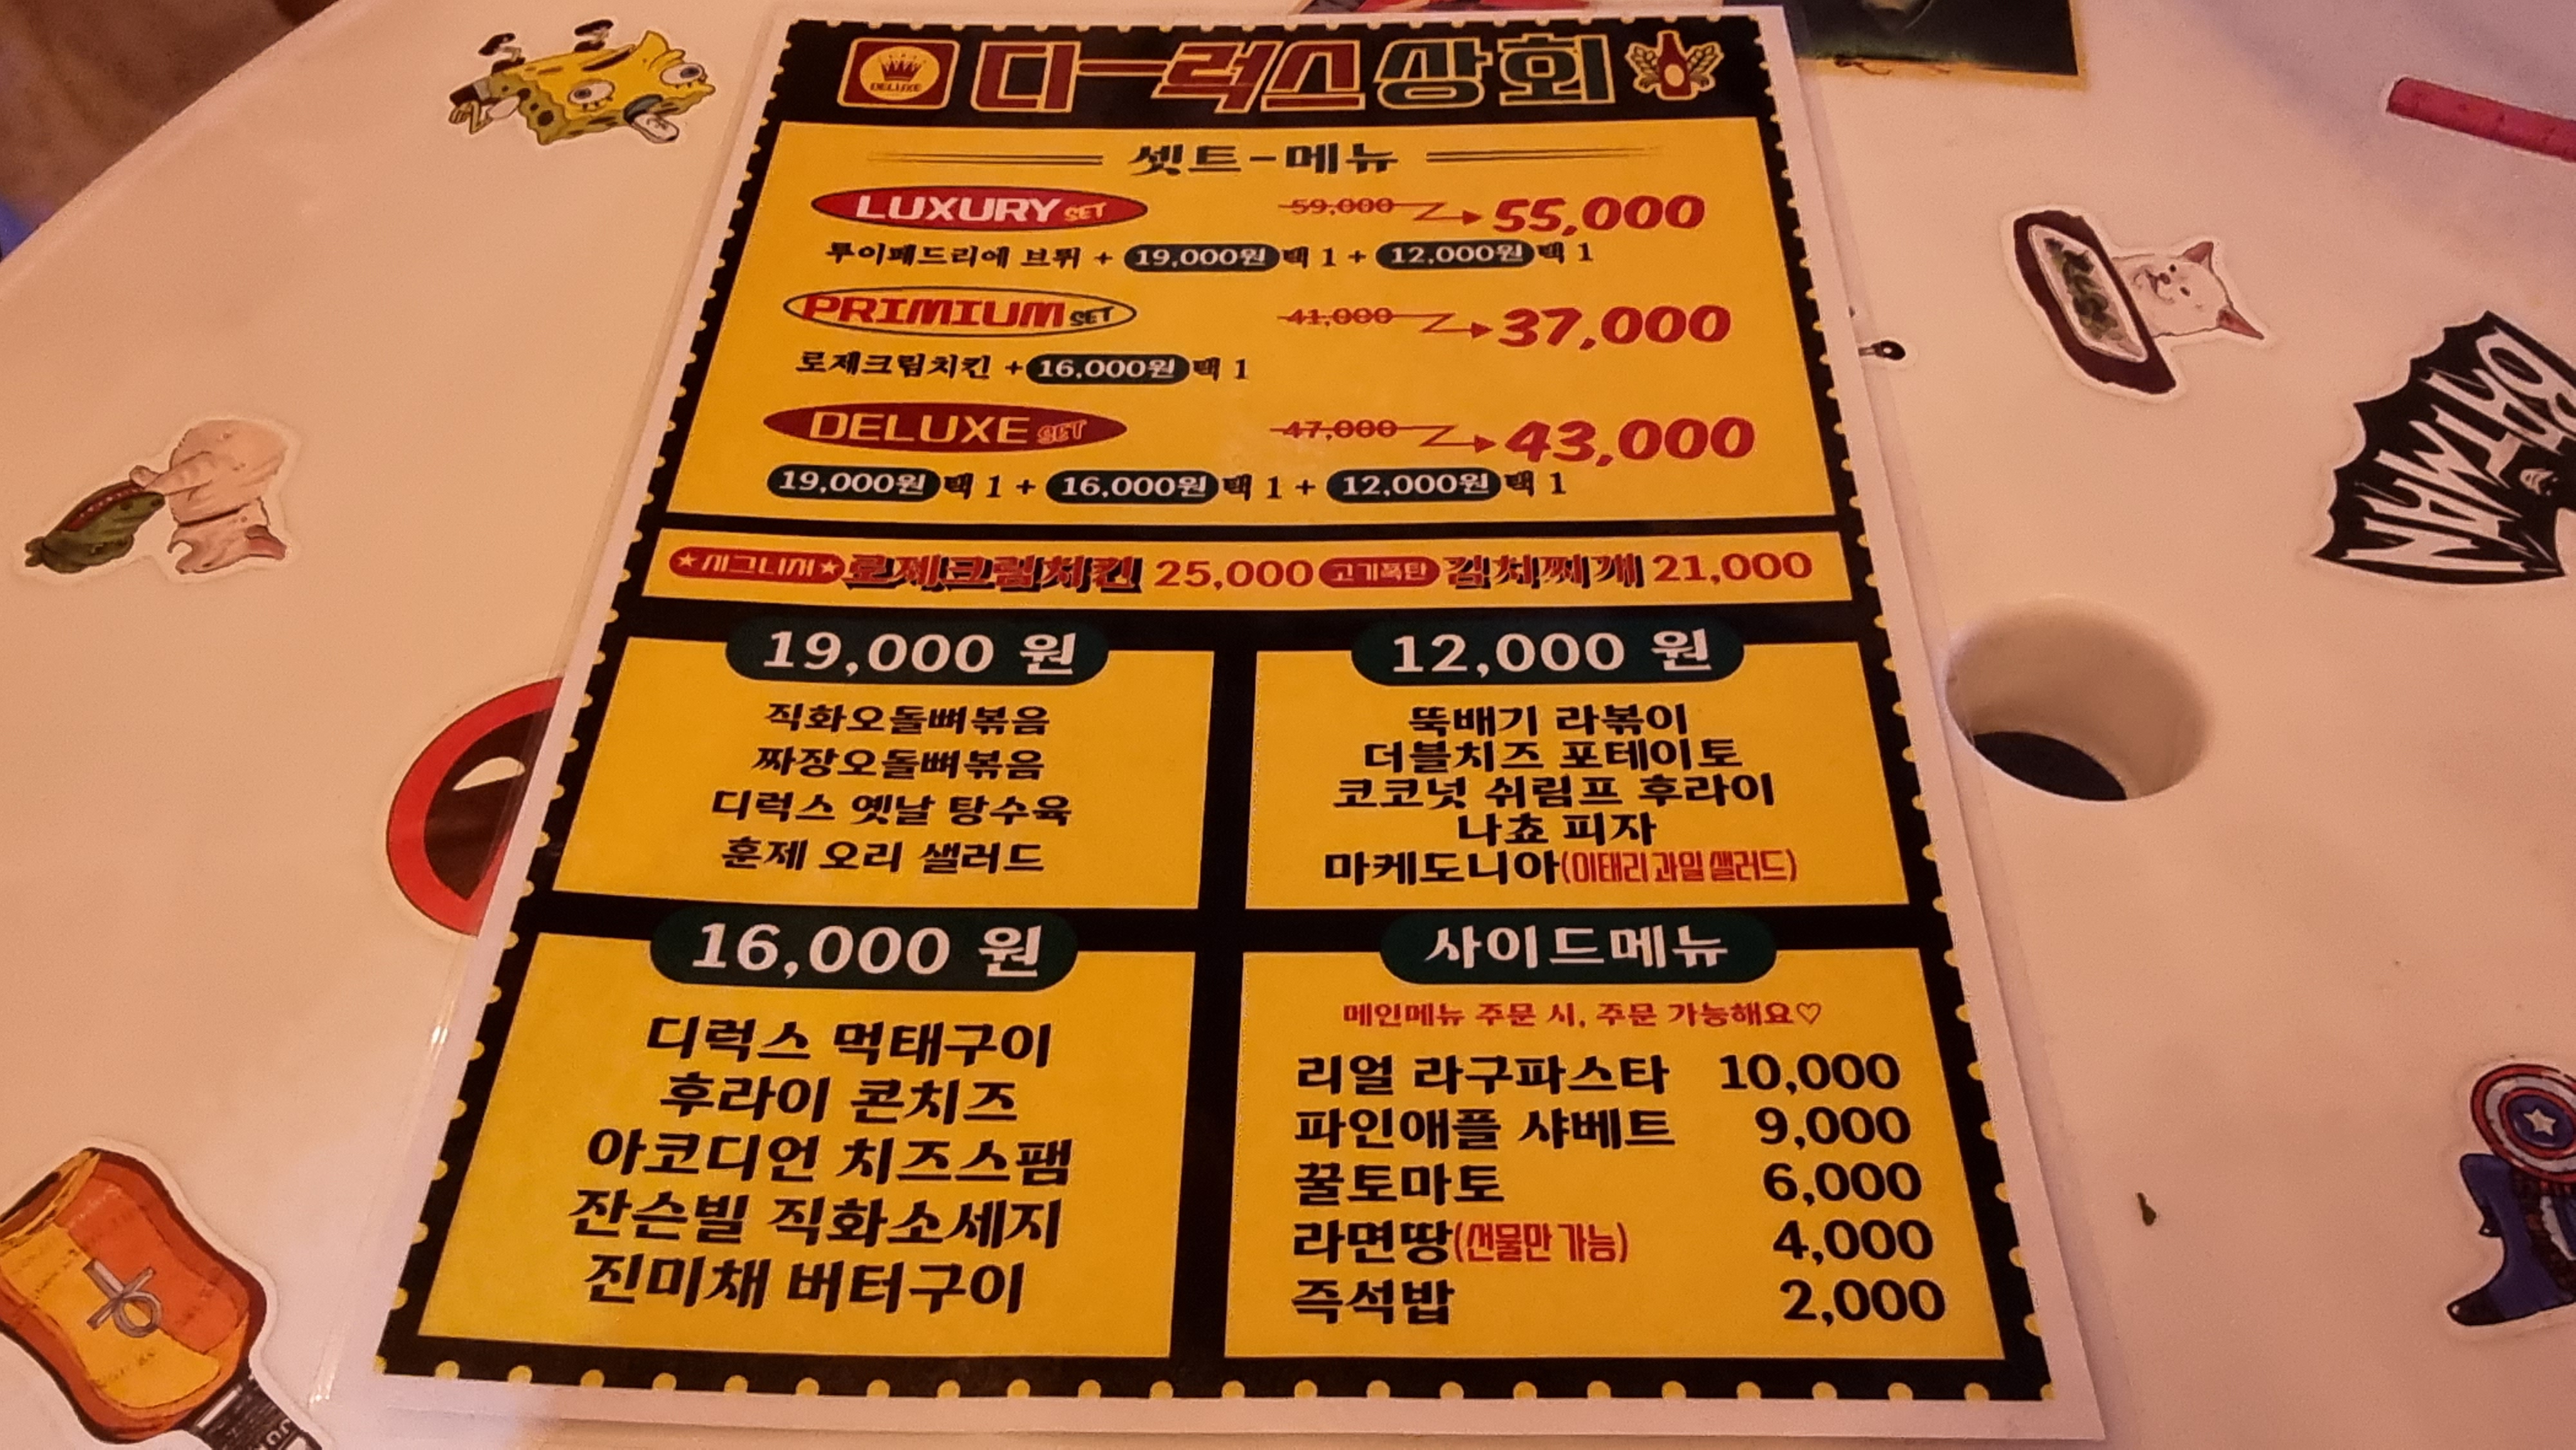 DELUXE
디-럭스상회
셋트-메뉴
LUXURY SET 59,000 55,000
루이페드리에 브뤼 + 19,000원 택 1 + 12,000원 택 1
PRIMIUM SET 41,000 37,000
로제크림치킨 + 16,000원 택 1
DELUXE SET 47,000 43,000
19,000원 택 1 + 16,000원 택 1 + 12,000원 택 1
★시그니처★ 로제크림치킨 25,000 고기폭탄 김치찌개 21,000
19,000 원
직화오돌뼈볶음
짜장오돌뼈볶음
디럭스 옛날 탕수육
훈제 오리 샐러드
12,000 원
뚝배기 라볶이
더블치즈 포테이토
코코넛 쉬림프 후라이
나쵸 피자
마케도니아(이태리 과일 샐러드)
16,000 원
디럭스 먹태구이
후라이 콘치즈
아코디언 치즈스팸
잔슨빌 직화소세지
진미채 버터구이
사이드메뉴
메인메뉴 주문 시, 주문 가능해요♡
리얼 라구파스타 10,000
파인애플 샤베트 9,000
꿀토마토 6,000
라면땅(선물만 가능) 4,000
즉석밥 2,000
BATMAN